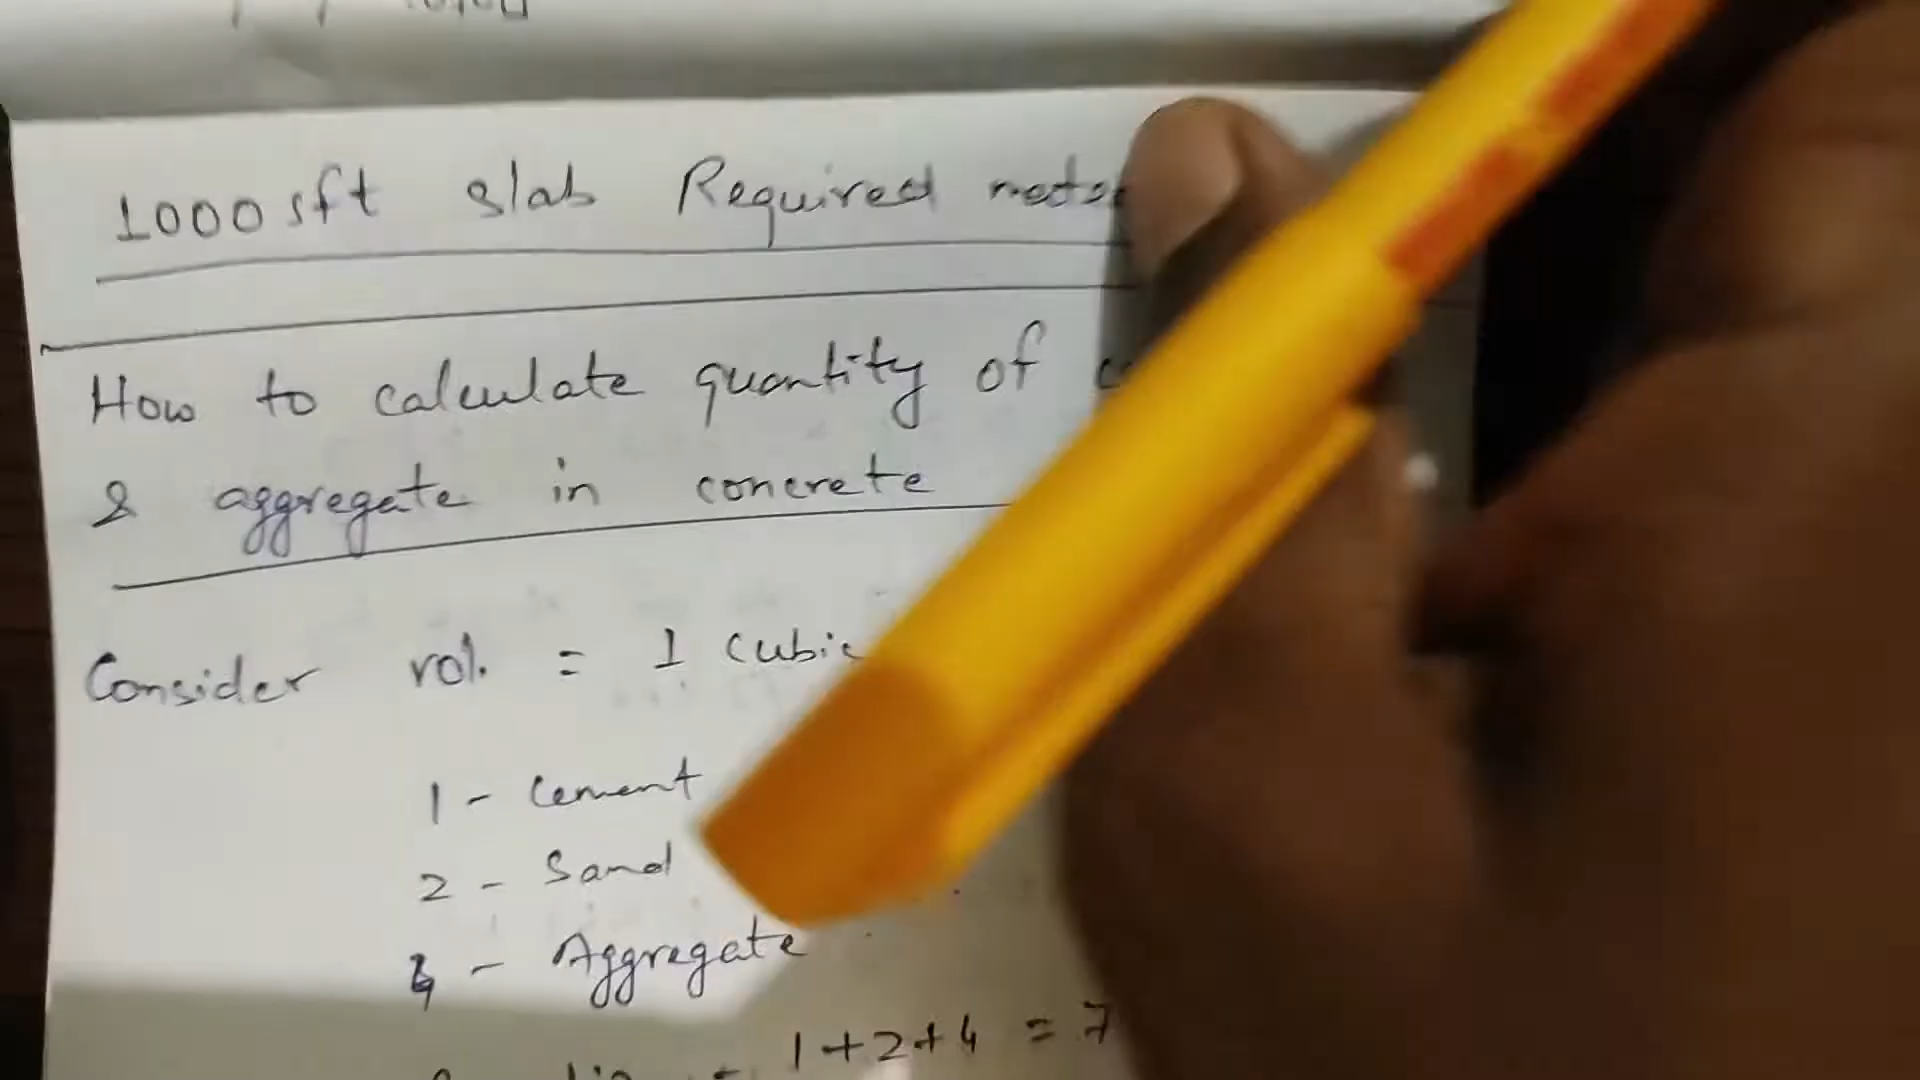 1000 sft slab Required
How to calculate quantity of
& aggregate in concrete
Consider vol. = 1 cubic
1 - Cement
2 - Sand
4 - Aggregate
1+2+4 = 7